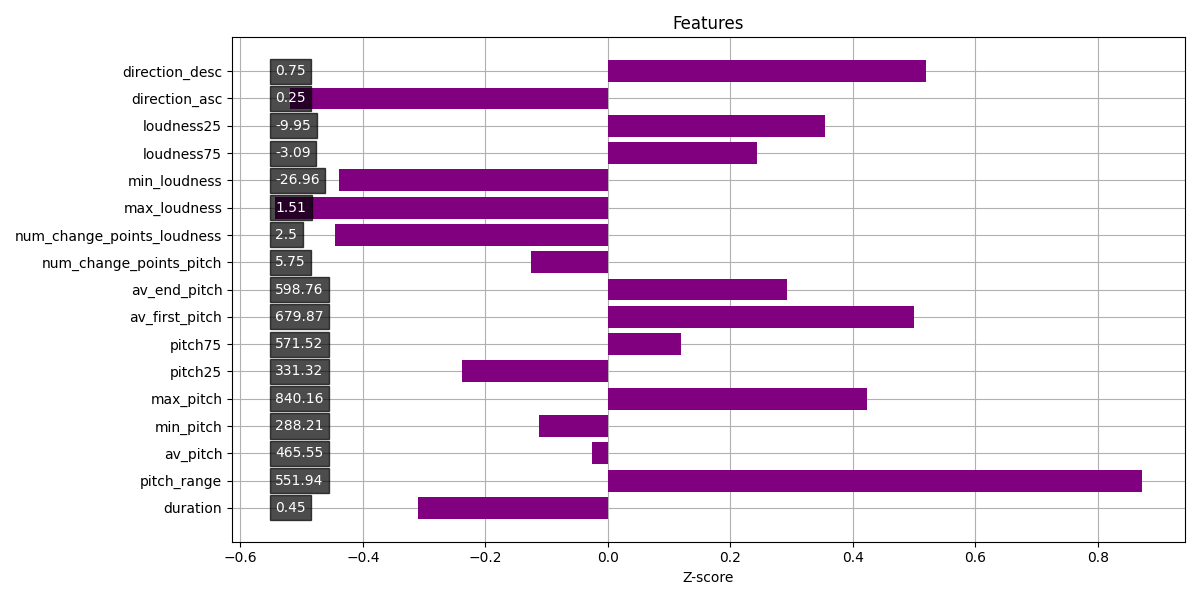 Features
direction_desc 0.75
direction_asc 0.25
loudness25 -9.95
loudness75 -3.09
min_loudness -26.96
max_loudness 1.51
num_change_points_loudness 2.5
num_change_points_pitch 5.75
av_end_pitch 598.76
av_first_pitch 679.87
pitch75 571.52
pitch25 331.32
max_pitch 840.16
min_pitch 288.21
av_pitch 465.55
pitch_range 551.94
duration 0.45
−0.6 −0.4 −0.2 0.0 0.2 0.4 0.6 0.8
Z-score